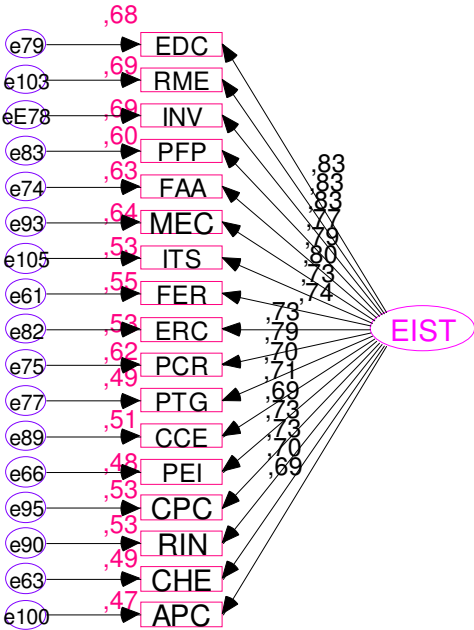 ,68
e79 EDC
,69
e103 RME
,69
eE78 INV
,60
e83 PFP
,63
e74 FAA
,64
e93 MEC
,53
e105 ITS
,55
e61 FER
,53
e82 ERC
,62
e75 PCR
,49
e77 PTG
,51
e89 CCE
,48
e66 PEI
,53
e95 CPC
,53
e90 RIN
,49
e63 CHE
,47
e100 APC
,83
,83
,83
,77
,79
,80
,73
,74
,73
,79
,70
,71
,69
,73
,73
,70
,69
EIST